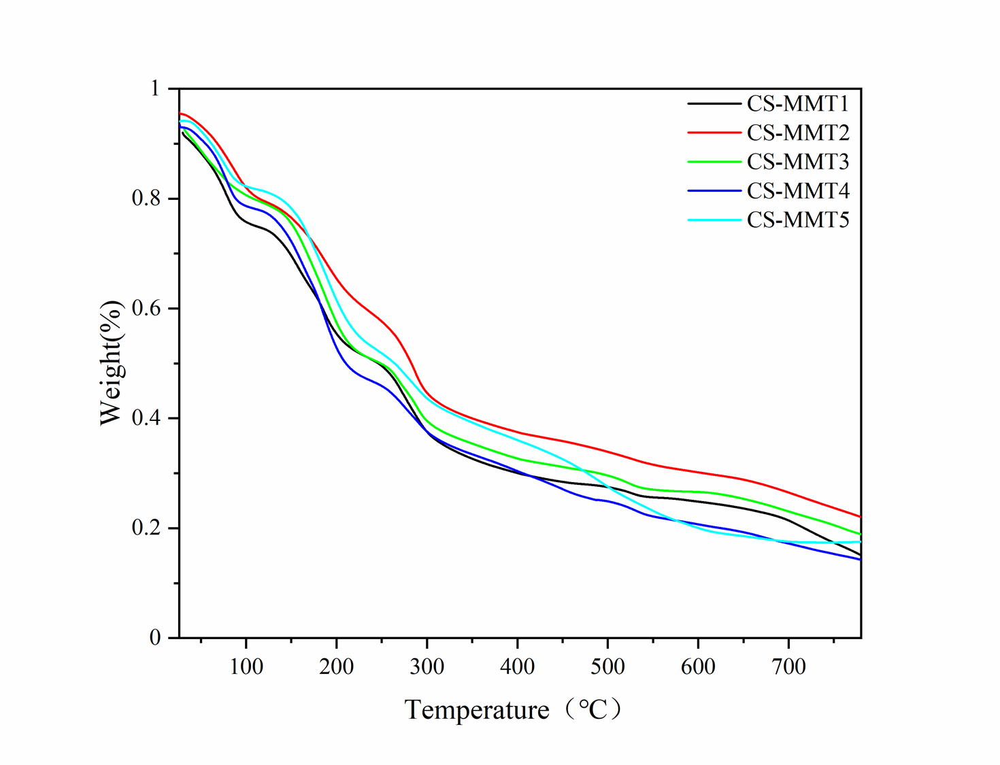 1
0.8
0.6
0.4
0.2
0
Weight(%)
CS-MMT1
CS-MMT2
CS-MMT3
CS-MMT4
CS-MMT5
100 200 300 400 500 600 700
Temperature（℃）